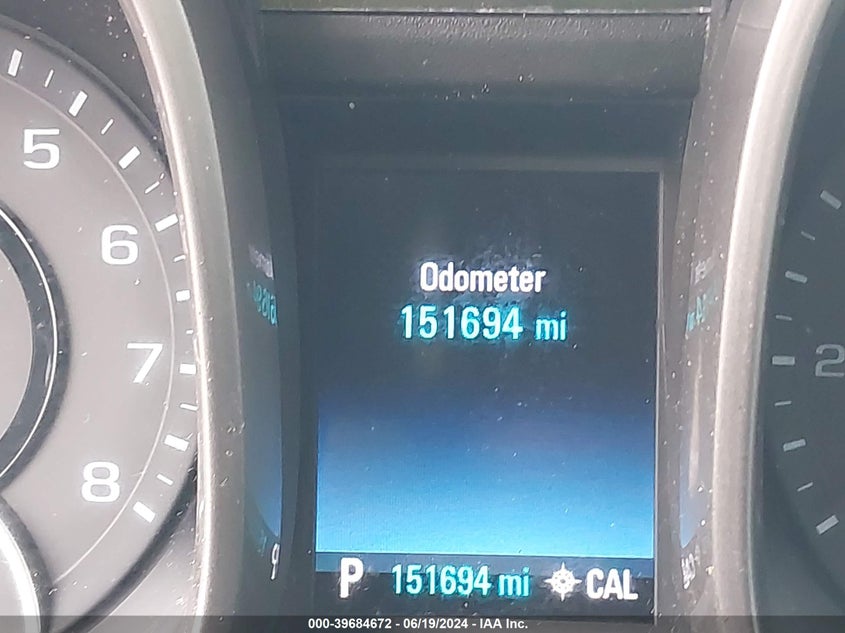 5
6
7
8
Odometer
151694 mi
P 151694 mi CAL
2
000-39684672 - 06/19/2024 - IAA Inc.